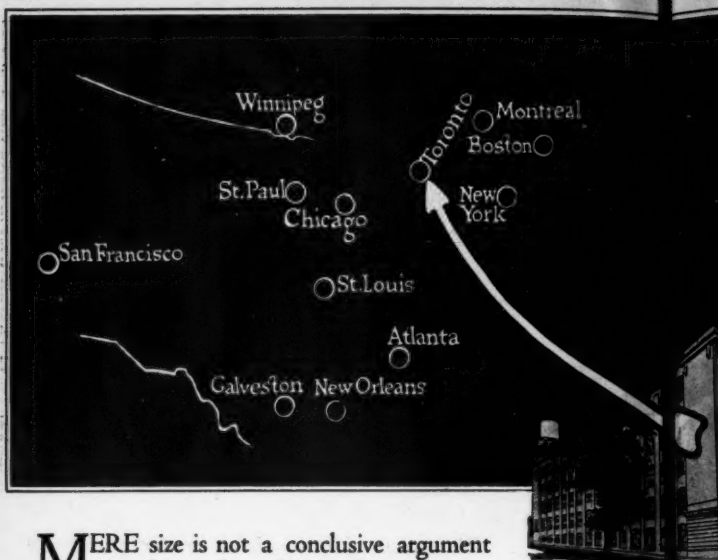 Winnipeg
Toronto
Montreal
Boston
St. Paul
Chicago
New
York
San Francisco
St. Louis
Atlanta
Galveston
New Orleans
MERE size is not a conclusive argument